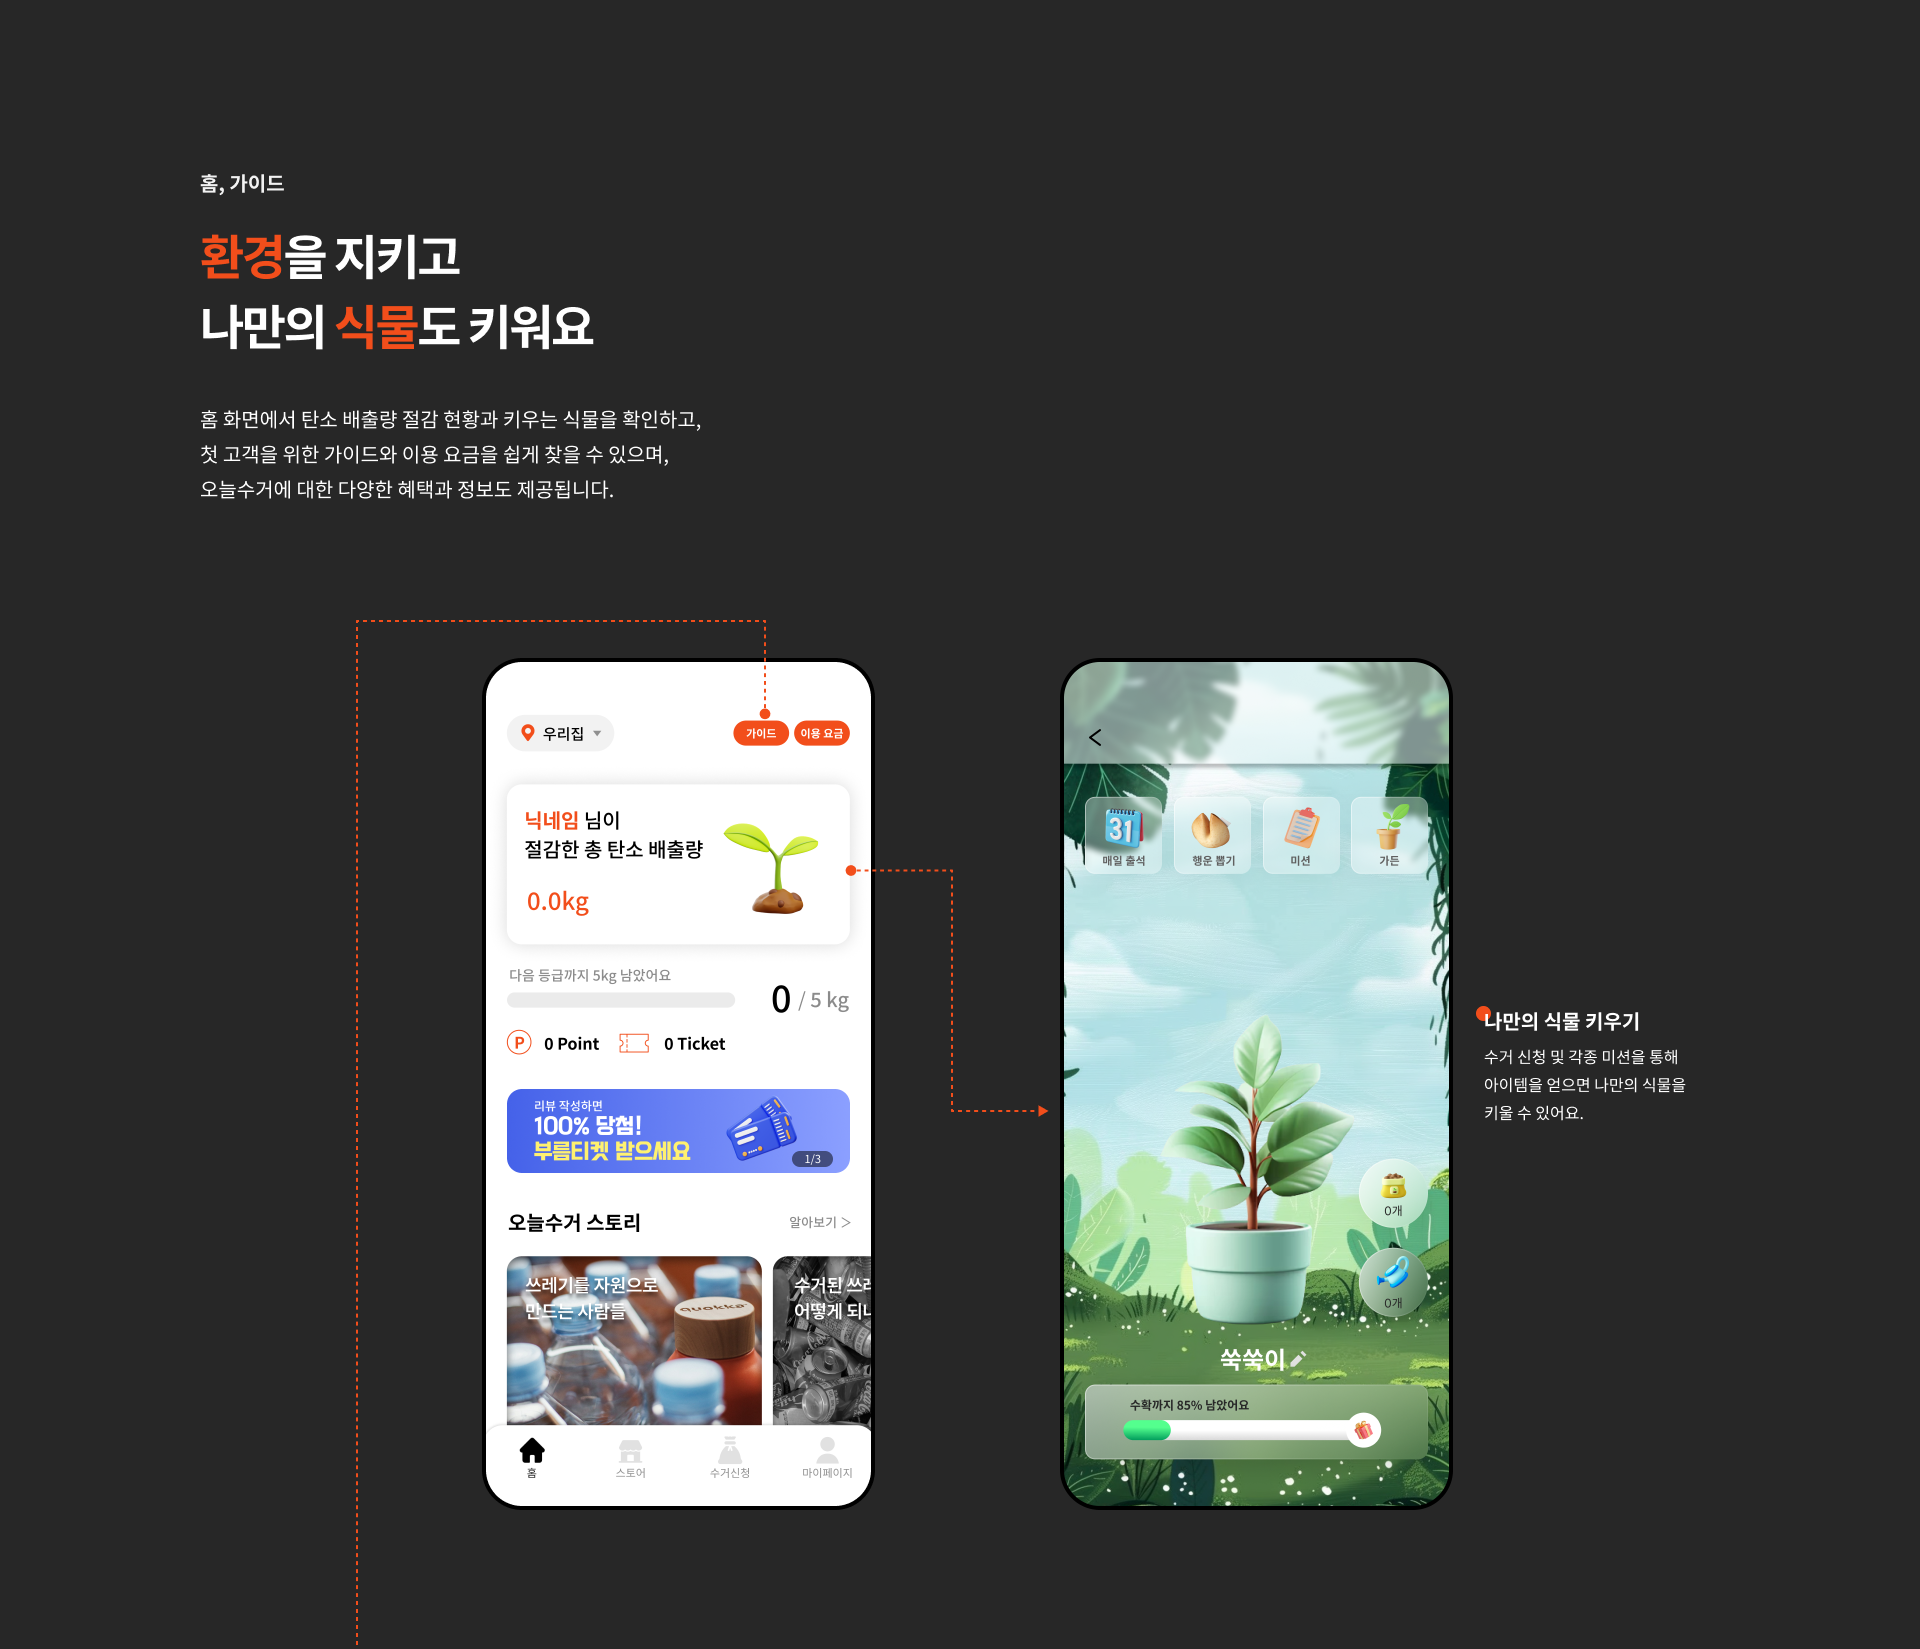 홈, 가이드
환경을 지키고
나만의 식물도 키워요
홈 화면에서 탄소 배출량 절감 현황과 키우는 식물을 확인하고,
첫 고객을 위한 가이드와 이용 요금을 쉽게 찾을 수 있으며,
오늘수거에 대한 다양한 혜택과 정보도 제공됩니다.
우리집
가이드
이용 요금
닉네임 님이
절감한 총 탄소 배출량
0.0kg
다음 등급까지 5kg 남았어요
0 / 5 kg
P 0 Point
0 Ticket
리뷰 작성하면
100% 당첨!
부름티켓 받으세요
1/3
오늘수거 스토리
알아보기 >
쓰레기를 자원으로
만드는 사람들
quokka
수거된 쓰레
어떻게 되나
홈
스토어
수거신청
마이페이지
<
31
매일 출석
행운 뽑기
미션
가든
0개
0개
쑥쑥이
수확까지 85% 남았어요
나만의 식물 키우기
수거 신청 및 각종 미션을 통해
아이템을 얻으면 나만의 식물을
키울 수 있어요.